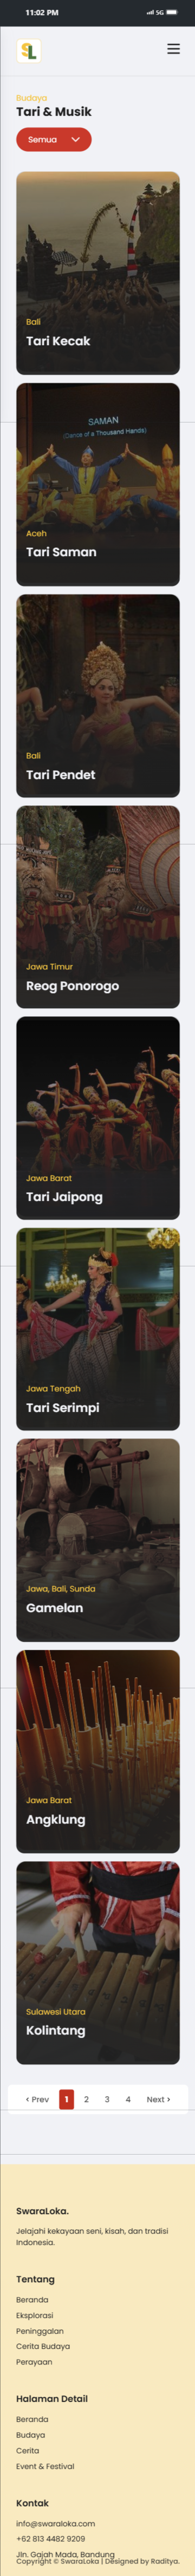 11:02 PM
5G
SL
Budaya
Tari & Musik
Semua
Bali
Tari Kecak
SAMAN
(Dance of a Thousand Hands)
Aceh
Tari Saman
Bali
Tari Pendet
Jawa Timur
Reog Ponorogo
Jawa Barat
Tari Jaipong
Jawa Tengah
Tari Serimpi
Jawa, Bali, Sunda
Gamelan
Jawa Barat
Angklung
Sulawesi Utara
Kolintang
‹ Prev 1 2 3 4 Next ›
SwaraLoka.
Jelajahi kekayaan seni, kisah, dan tradisi
Indonesia.
Tentang
Beranda
Eksplorasi
Peninggalan
Cerita Budaya
Perayaan
Halaman Detail
Beranda
Budaya
Cerita
Event & Festival
Kontak
info@swaraloka.com
+62 813 4482 9209
Jln. Gajah Mada, Bandung
Copyright © SwaraLoka | Designed by Raditya.